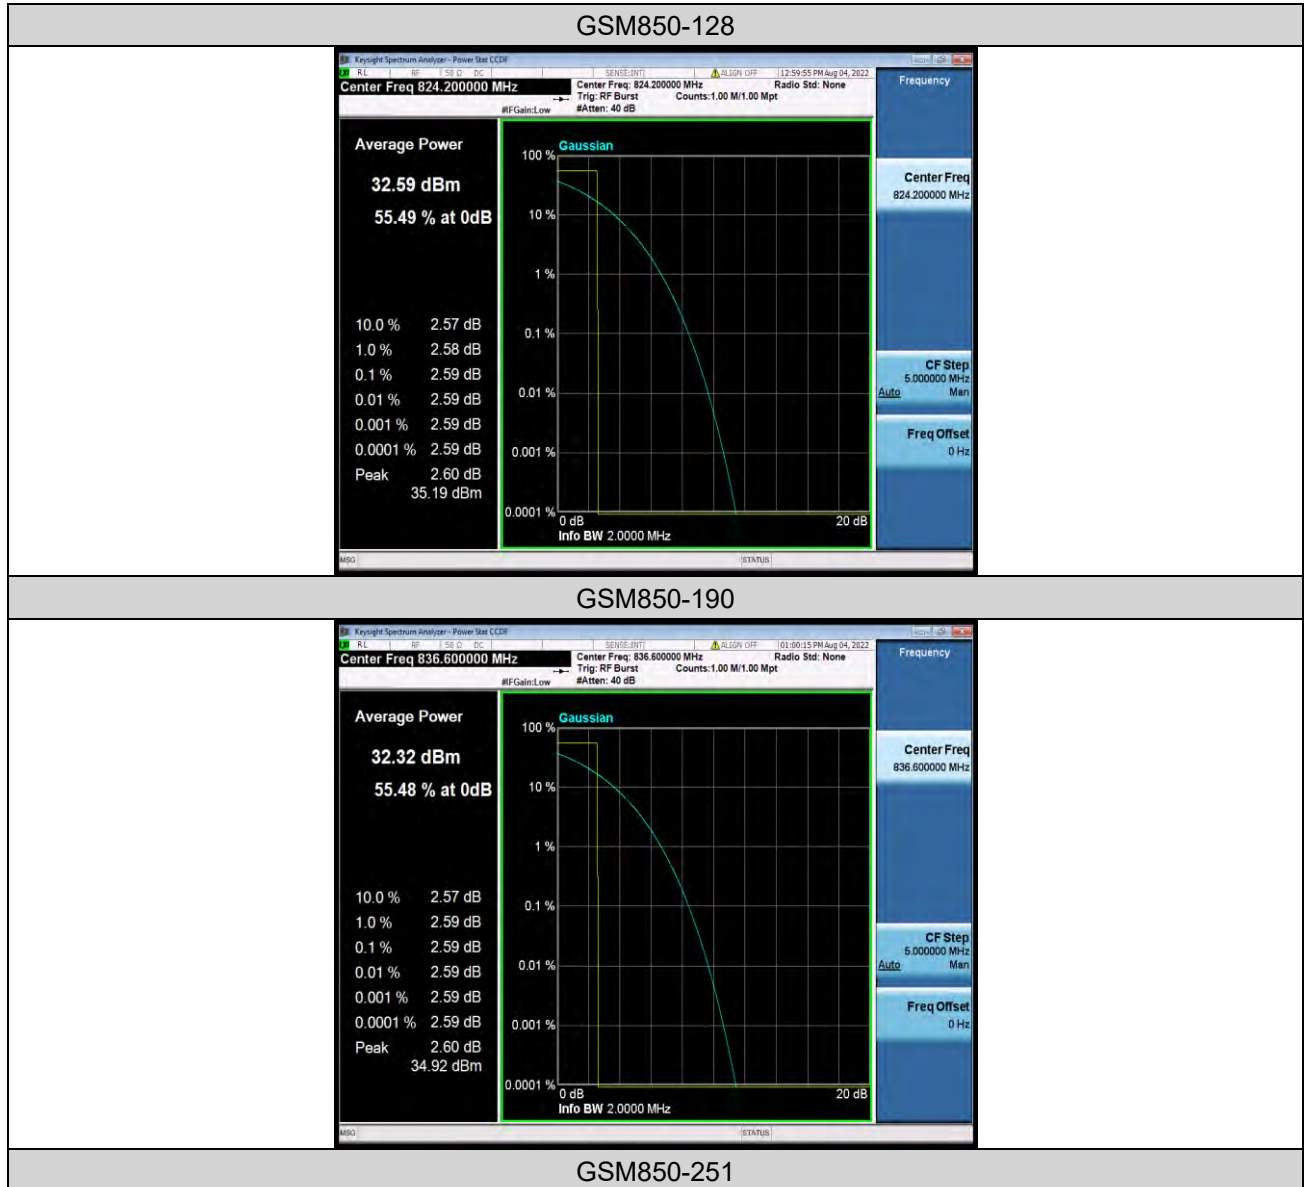 GSM850-128
Keysight Spectrum Analyzer - Power Stat CCDF
RL RF 50 Ω DC SENSE:INT ALIGN OFF 12:59:55 PM Aug 04, 2022
Center Freq 824.200000 MHz Center Freq: 824.200000 MHz Radio Std: None
Trig: RF Burst Counts:1.00 M/1.00 Mpt
#IFGain:Low #Atten: 40 dB
Frequency
Average Power
32.59 dBm
55.49 % at 0dB
10.0 % 2.57 dB
1.0 % 2.58 dB
0.1 % 2.59 dB
0.01 % 2.59 dB
0.001 % 2.59 dB
0.0001 % 2.59 dB
Peak 2.60 dB
35.19 dBm
Gaussian
100 %
10 %
1 %
0.1 %
0.01 %
0.001 %
0.0001 %
0 dB 20 dB
Info BW 2.0000 MHz
Center Freq
824.200000 MHz
CF Step
5.000000 MHz
Auto Man
Freq Offset
0 Hz
MSG STATUS
GSM850-190
Keysight Spectrum Analyzer - Power Stat CCDF
RL RF 50 Ω DC SENSE:INT ALIGN OFF 01:00:15 PM Aug 04, 2022
Center Freq 836.600000 MHz Center Freq: 836.600000 MHz Radio Std: None
Trig: RF Burst Counts:1.00 M/1.00 Mpt
#IFGain:Low #Atten: 40 dB
Frequency
Average Power
32.32 dBm
55.48 % at 0dB
10.0 % 2.57 dB
1.0 % 2.59 dB
0.1 % 2.59 dB
0.01 % 2.59 dB
0.001 % 2.59 dB
0.0001 % 2.59 dB
Peak 2.60 dB
34.92 dBm
Gaussian
100 %
10 %
1 %
0.1 %
0.01 %
0.001 %
0.0001 %
0 dB 20 dB
Info BW 2.0000 MHz
Center Freq
836.600000 MHz
CF Step
5.000000 MHz
Auto Man
Freq Offset
0 Hz
MSG STATUS
GSM850-251